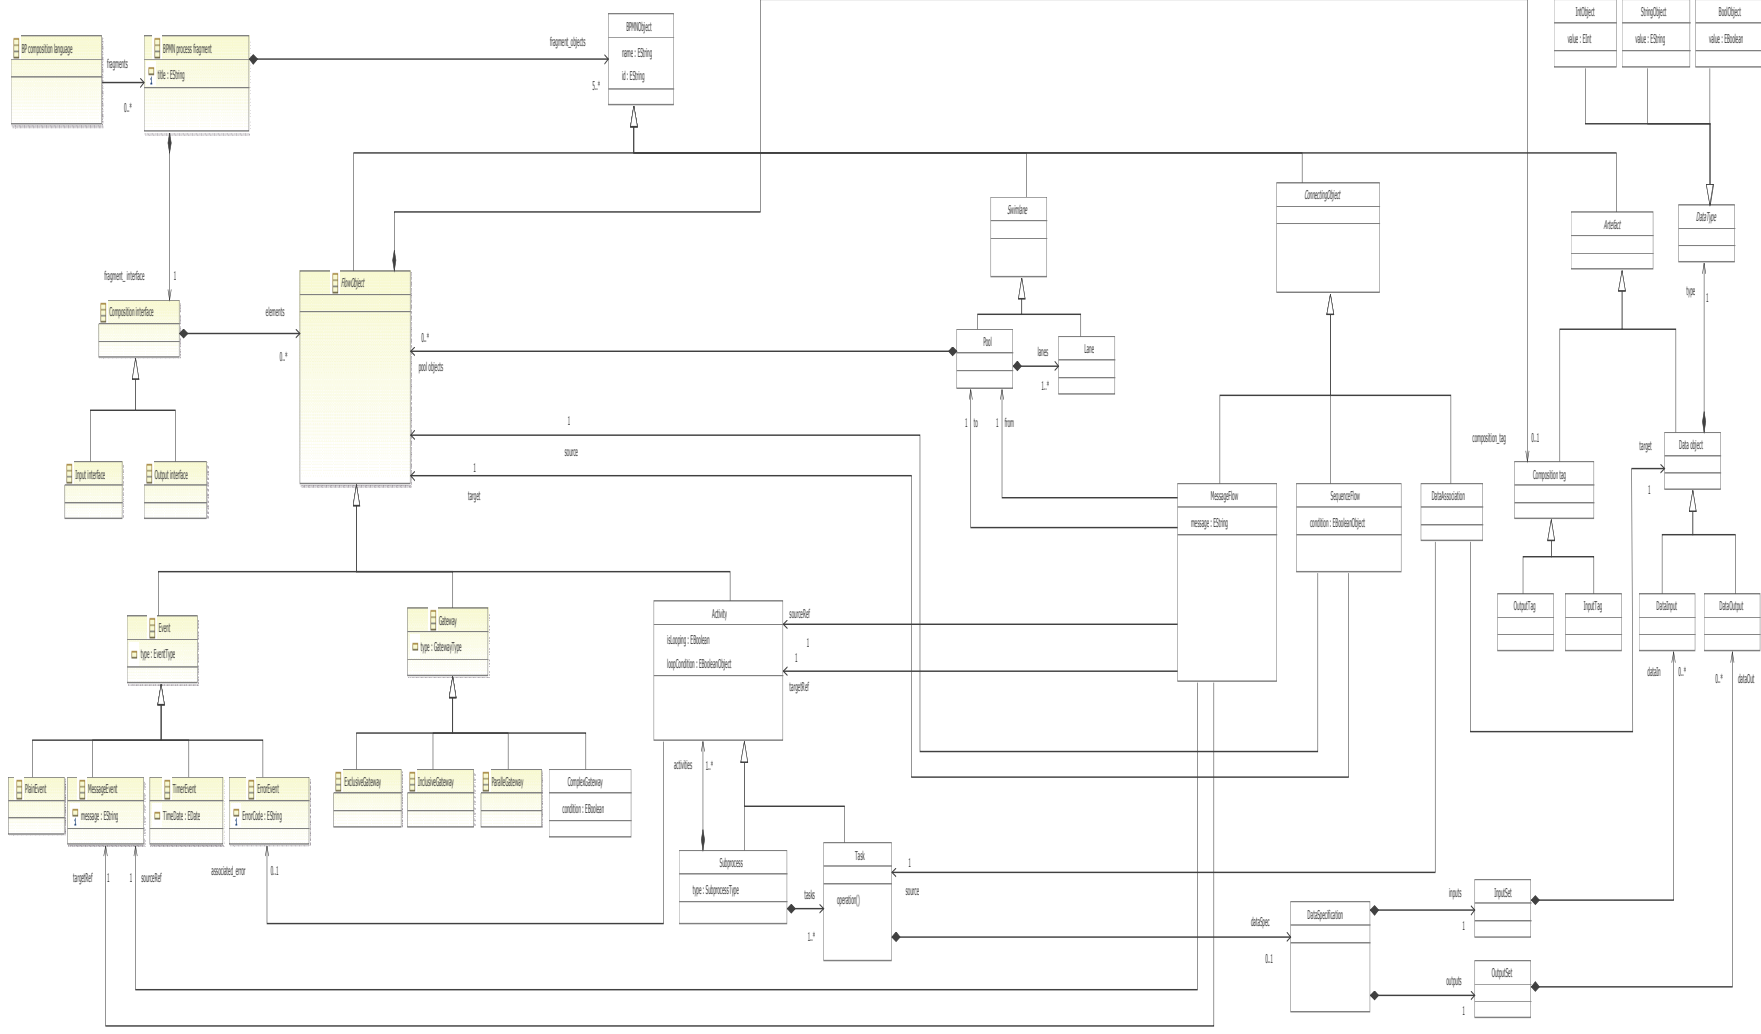 IntObject
StringObject
BoolObject
value : EInt
value : EString
value : EBoolean
BPMNObject
name : EString
id : EString
fragment_objects
5..*
BP composition language
fragments
0..*
BPMN process fragment
title : EString
1
fragment_interface
1
Composition interface
elements
0..*
FlowObject
0..*
pool objects
1
source
1
target
Input interface
Output interface
Swimlane
ConnectingObject
Artefact
DataType
type
1
Pool
lanes
1..*
Lane
1
to
1
from
composition_tag
0..1
target
1
Data object
Composition tag
MessageFlow
message : EString
SequenceFlow
condition : EBooleanObject
DataAssociation
OutputTag
InputTag
DataInput
DataOutput
dataIn
0..*
0..*
dataOut
Event
type : EventType
Gateway
type : GatewayType
Activity
isLooping : EBoolean
loopCondition : EBooleanObject
sourceRef
1
1
targetRef
PlainEvent
MessageEvent
message : EString
1
TimerEvent
TimeDate : EDate
ErrorEvent
ErrorCode : EString
1
ExclusiveGateway
InclusiveGateway
ParalleGateway
ComplexGateway
condition : EBoolean
activities
1..*
targetRef
1
1
sourceRef
associated_error
0..1
Subprocess
type : SubprocessType
tasks
1..*
Task
operation()
1
source
dataSpec
0..1
DataSpecification
inputs
1
InputSet
outputs
1
OutputSet